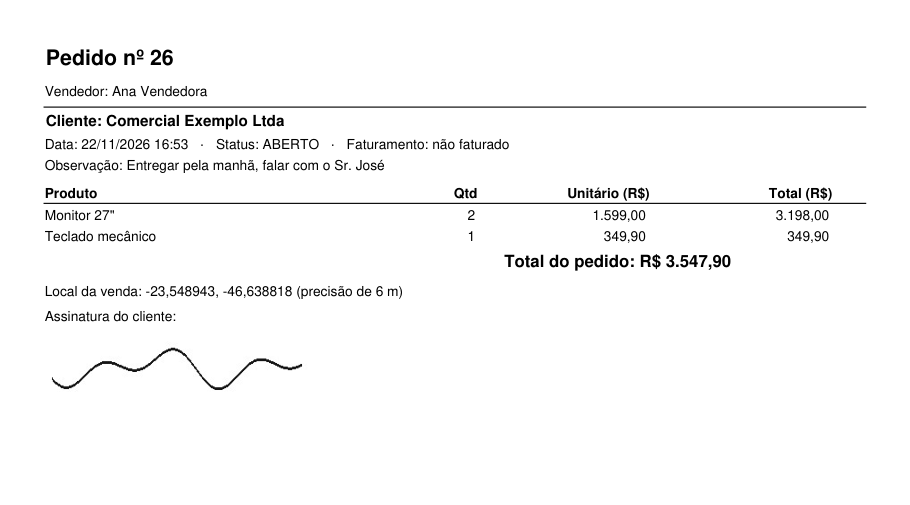 Pedido nº 26
Vendedor: Ana Vendedora
Cliente: Comercial Exemplo Ltda
Data: 22/11/2026 16:53 · Status: ABERTO · Faturamento: não faturado
Observação: Entregar pela manhã, falar com o Sr. José
Produto Qtd Unitário (R$) Total (R$)
Monitor 27" 2 1.599,00 3.198,00
Teclado mecânico 1 349,90 349,90
Total do pedido: R$ 3.547,90
Local da venda: -23,548943, -46,638818 (precisão de 6 m)
Assinatura do cliente: